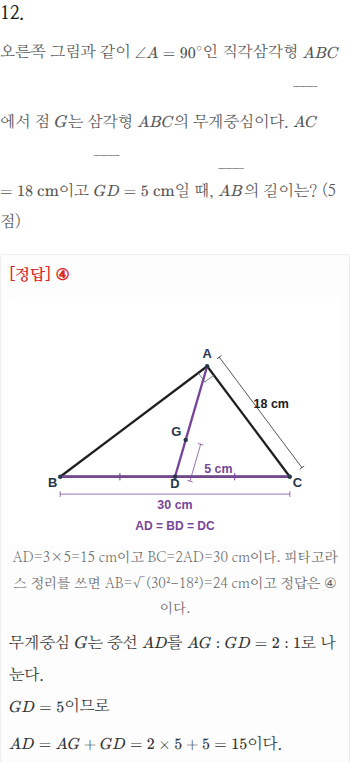 12.
오른쪽 그림과 같이 ∠A = 90°인 직각삼각형 ABC
에서 점 G는 삼각형 ABC의 무게중심이다. AC
= 18 cm이고 GD = 5 cm일 때, AB의 길이는? (5
점)
[정답] ④
A
18 cm
G
5 cm
B
D
C
30 cm
AD = BD = DC
AD=3×5=15 cm이고 BC=2AD=30 cm이다. 피타고라
스 정리를 쓰면 AB=√(30²−18²)=24 cm이고 정답은 ④
이다.
무게중심 G는 중선 AD를 AG : GD = 2 : 1로 나
눈다.
GD = 5이므로
AD = AG + GD = 2 × 5 + 5 = 15이다.